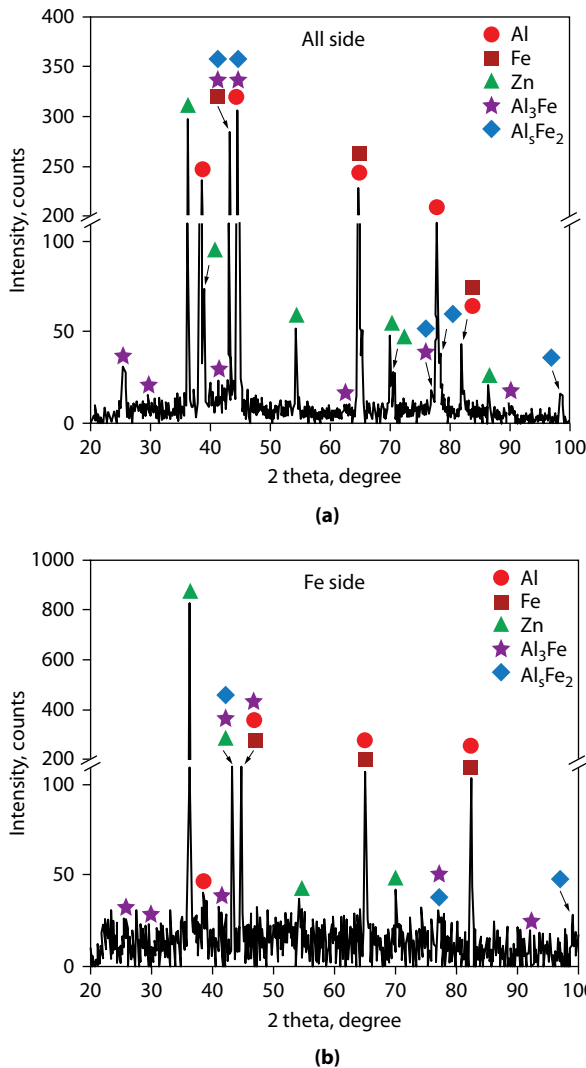 400
350
300
250
200
100
50
0
Intensity, counts
All side
Al
Fe
Zn
Al₃Fe
AlₛFe₂
20 30 40 50 60 70 80 90 100
2 theta, degree
(a)
1000
800
600
400
200
100
50
0
Intensity, counts
Fe side
Al
Fe
Zn
Al₃Fe
AlₛFe₂
20 30 40 50 60 70 80 90 100
2 theta, degree
(b)